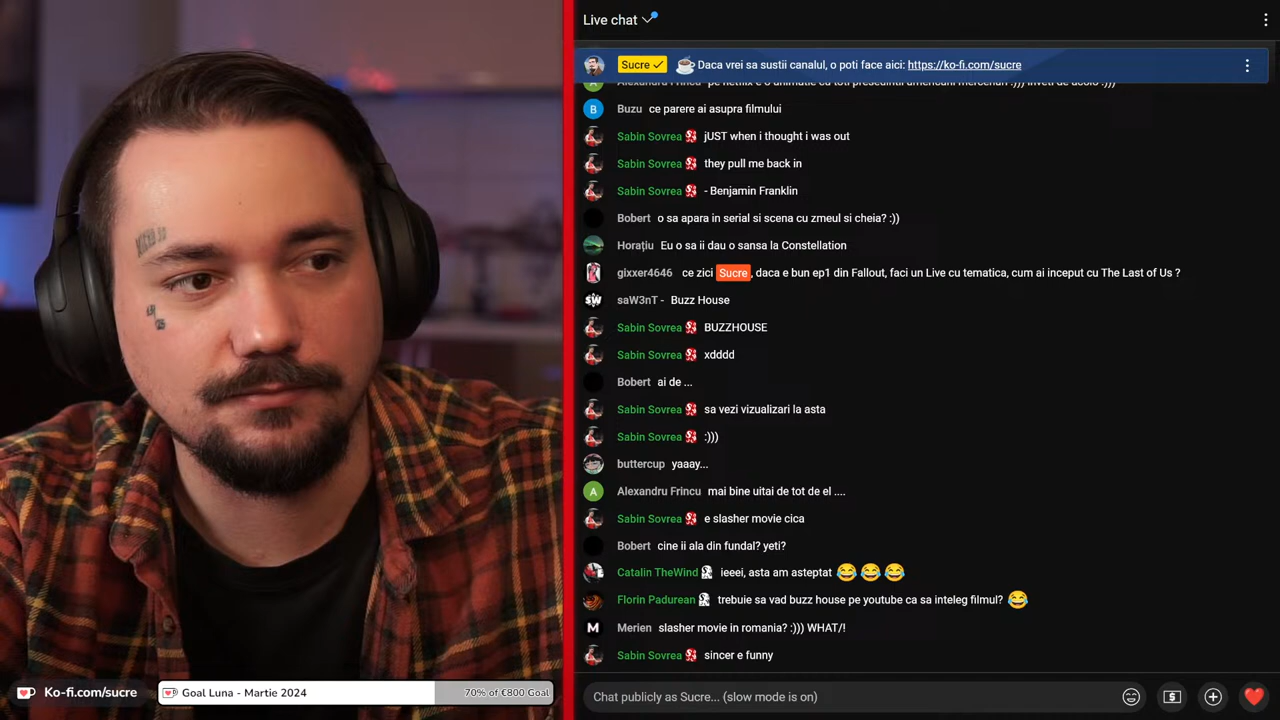 Live chat
Sucre Daca vrei sa sustii canalul, o poti face aici: https://ko-fi.com/sucre
Buzu ce parere ai asupra filmului
Sabin Sovrea jUST when i thought i was out
Sabin Sovrea they pull me back in
Sabin Sovrea - Benjamin Franklin
Bobert o sa apara in serial si scena cu zmeul si cheia? :))
Horațiu Eu o sa ii dau o sansa la Constellation
gixxer4646 ce zici Sucre, daca e bun ep1 din Fallout, faci un Live cu tematica, cum ai inceput cu The Last of Us ?
saW3nT - Buzz House
Sabin Sovrea BUZZHOUSE
Sabin Sovrea xdddd
Bobert ai de ...
Sabin Sovrea sa vezi vizualizari la asta
Sabin Sovrea :)))
buttercup yaaay...
A Alexandru Frincu mai bine uitai de tot de el ....
Sabin Sovrea e slasher movie cica
Bobert cine ii ala din fundal? yeti?
Catalin TheWind ieeei, asta am asteptat 😂 😂 😂
Florin Padurean trebuie sa vad buzz house pe youtube ca sa inteleg filmul? 😂
M Merien slasher movie in romania? :))) WHAT/!
Sabin Sovrea sincer e funny
Chat publicly as Sucre... (slow mode is on)
Ko-fi.com/sucre
Goal Luna - Martie 2024 70% of €800 Goal